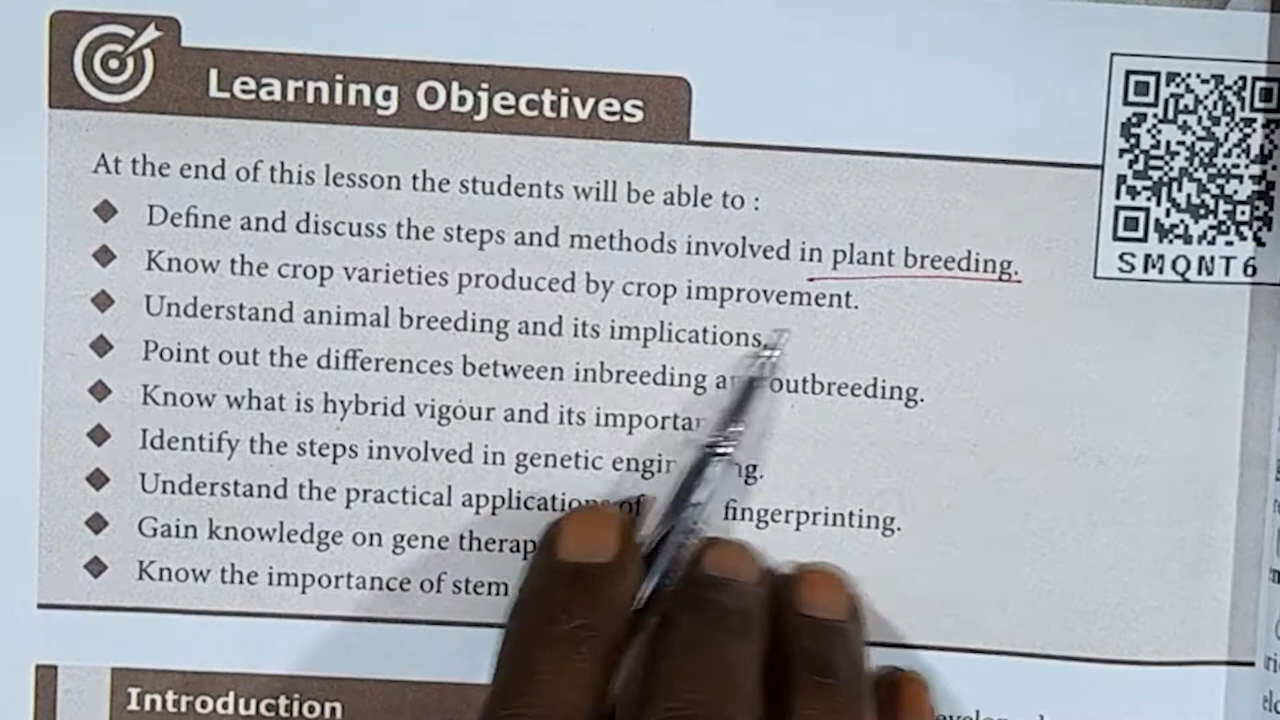 Learning Objectives
SMQNT6
At the end of this lesson the students will be able to :
Define and discuss the steps and methods involved in plant breeding.
Know the crop varieties produced by crop improvement.
Understand animal breeding and its implications.
Point out the differences between inbreeding outbreeding.
Know what is hybrid vigour and its
Identify the steps involved in genetic
Understand the practical applications of fingerprinting.
Gain knowledge on gene
Know the importance of stem
Introduction